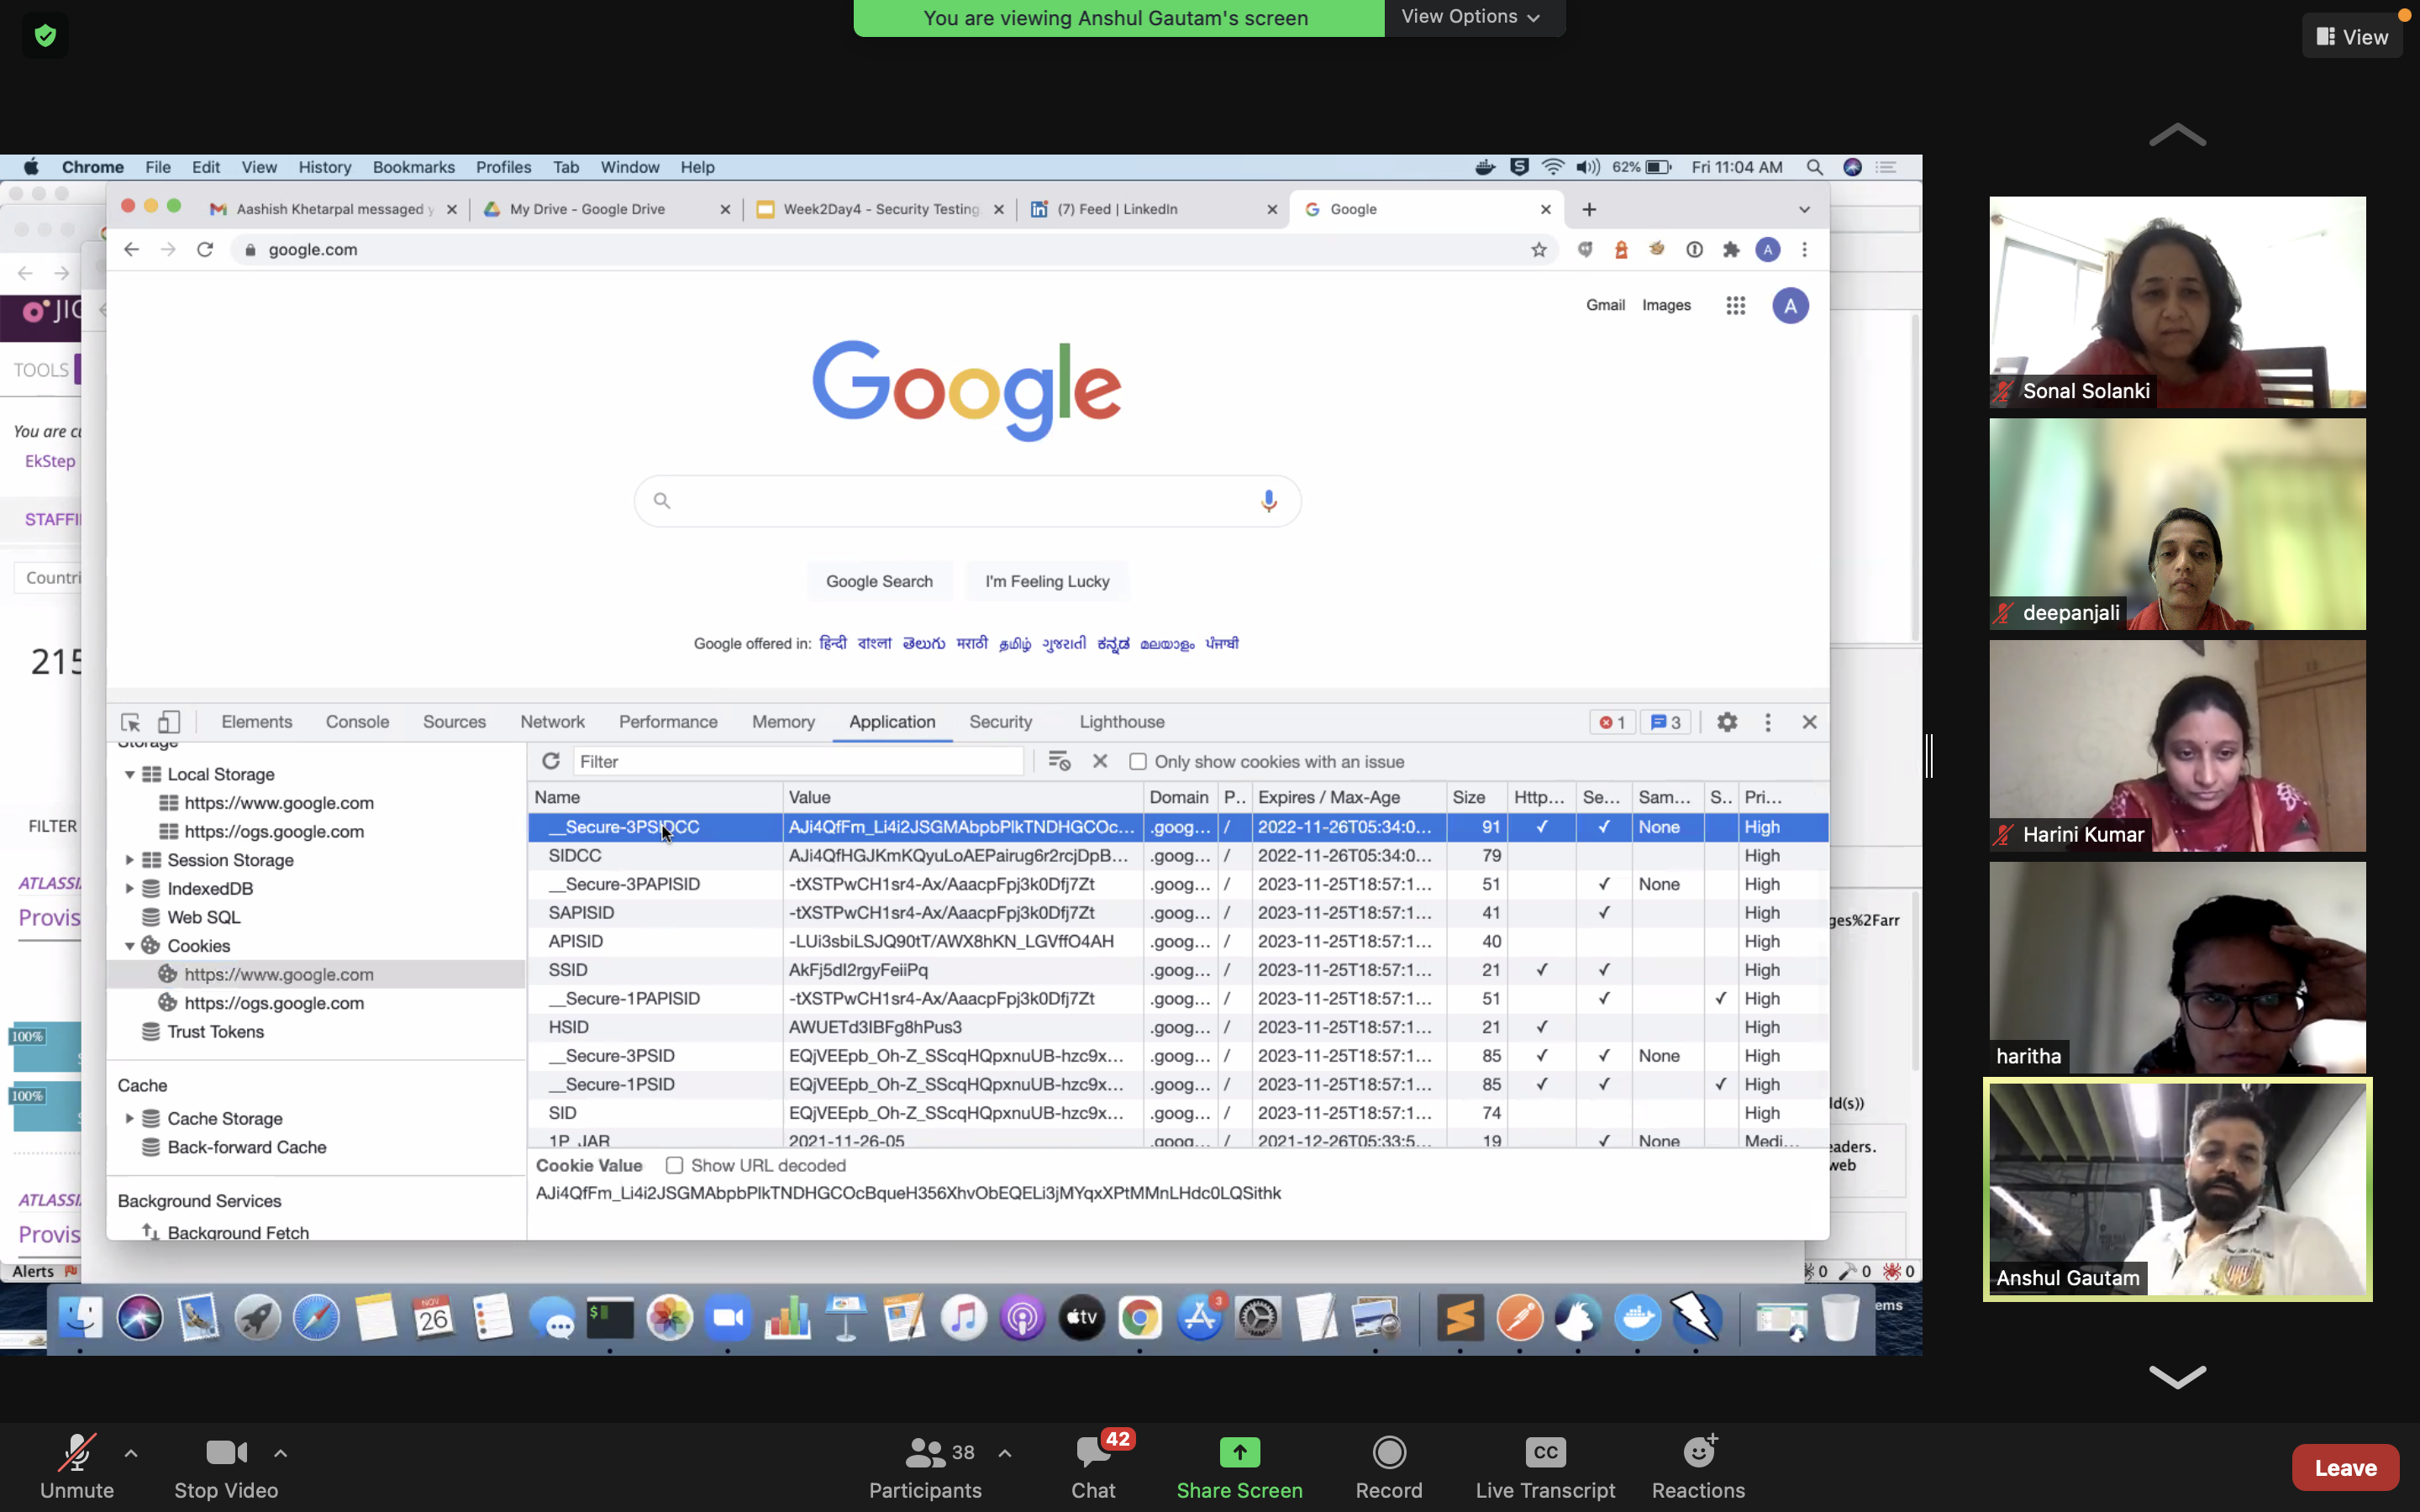 You are viewing Anshul Gautam's screen
View Options
View
Chrome File Edit View History Bookmarks Profiles Tab Window Help
62% Fri 11:04 AM
Aashish Khetarpal messaged y
My Drive - Google Drive
Week2Day4 - Security Testing
(7) Feed | LinkedIn
Google
google.com
A
Gmail Images
A
Google
Google Search
I'm Feeling Lucky
Google offered in: हिन्दी বাংলা తెలుగు मराठी தமிழ் ગુજરાતી ಕನ್ನಡ മലയാളം ਪੰਜਾਬੀ
TOOLS
You are cu
EkStep
STAFFI
Countri
215
FILTER
ATLASSI
Provis
100%
100%
ATLASSI
Provis
Alerts
Elements Console Sources Network Performance Memory Application Security Lighthouse
1
3
Storage
Local Storage
https://www.google.com
https://ogs.google.com
Session Storage
IndexedDB
Web SQL
Cookies
https://www.google.com
https://ogs.google.com
Trust Tokens
Cache
Cache Storage
Back-forward Cache
Background Services
Background Fetch
Filter
Only show cookies with an issue
Name Value Domain P.. Expires / Max-Age Size Http... Se... Sam... S.. Pri...
__Secure-3PSIDCC AJi4QfFm_Li4i2JSGMAbpbPlkTNDHGCOc... .goog... / 2022-11-26T05:34:0... 91 ✓ ✓ None High
SIDCC AJi4QfHGJKmKQyuLoAEPairug6r2rcjDpB... .goog... / 2022-11-26T05:34:0... 79 High
__Secure-3PAPISID -tXSTPwCH1sr4-Ax/AaacpFpj3k0Dfj7Zt .goog... / 2023-11-25T18:57:1... 51 ✓ None High
SAPISID -tXSTPwCH1sr4-Ax/AaacpFpj3k0Dfj7Zt .goog... / 2023-11-25T18:57:1... 41 ✓ High
APISID -LUi3sbiLSJQ90tT/AWX8hKN_LGVffO4AH .goog... / 2023-11-25T18:57:1... 40 High
SSID AkFj5dI2rgyFeiiPq .goog... / 2023-11-25T18:57:1... 21 ✓ ✓ High
__Secure-1PAPISID -tXSTPwCH1sr4-Ax/AaacpFpj3k0Dfj7Zt .goog... / 2023-11-25T18:57:1... 51 ✓ ✓ High
HSID AWUETd3IBFg8hPus3 .goog... / 2023-11-25T18:57:1... 21 ✓ High
__Secure-3PSID EQjVEEpb_Oh-Z_SScqHQpxnuUB-hzc9x... .goog... / 2023-11-25T18:57:1... 85 ✓ ✓ None High
__Secure-1PSID EQjVEEpb_Oh-Z_SScqHQpxnuUB-hzc9x... .goog... / 2023-11-25T18:57:1... 85 ✓ ✓ ✓ High
SID EQjVEEpb_Oh-Z_SScqHQpxnuUB-hzc9x... .goog... / 2023-11-25T18:57:1... 74 High
1P_JAR 2021-11-26-05 .goog... / 2021-12-26T05:33:5... 19 ✓ None Medi...
Cookie Value
Show URL decoded
AJi4QfFm_Li4i2JSGMAbpbPlkTNDHGCOcBqueH356XhvObEQELi3jMYqxXPtMMnLHdc0LQSithk
ges%2Farr
ld(s))
eaders.
web
0 0 0
NOV
26
tv
3
ems
Sonal Solanki
deepanjali
Harini Kumar
haritha
Anshul Gautam
Unmute
Stop Video
38
Participants
42
Chat
Share Screen
Record
CC
Live Transcript
Reactions
Leave